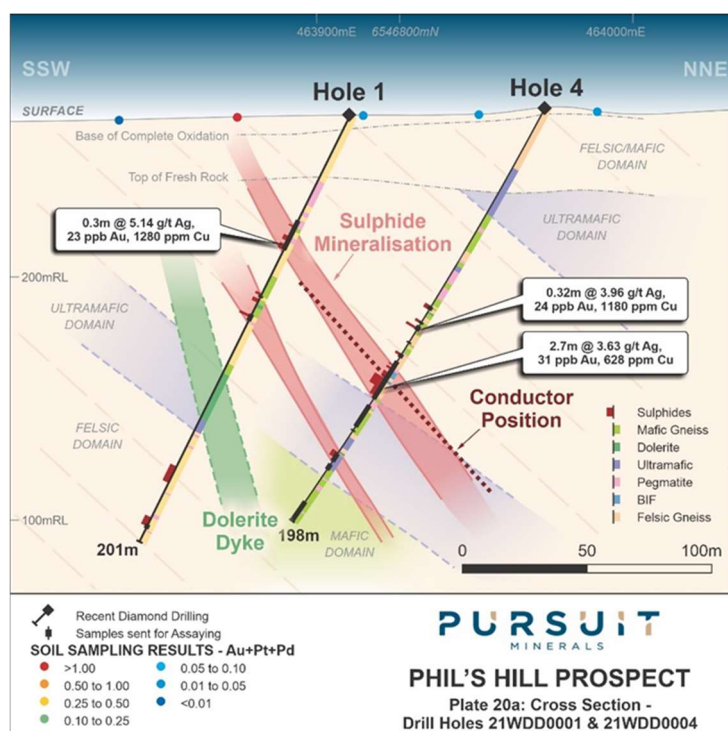 463900mE
6546800mN
464000mE
SSW
NNE
Hole 1
Hole 4
SURFACE
Base of Complete Oxidation
FELSIC/MAFIC
DOMAIN
Top of Fresh Rock
0.3m @ 5.14 g/t Ag,
23 ppb Au, 1280 ppm Cu
Sulphide
Mineralisation
ULTRAMAFIC
DOMAIN
200mRL
0.32m @ 3.96 g/t Ag,
24 ppb Au, 1180 ppm Cu
ULTRAMAFIC
DOMAIN
2.7m @ 3.63 g/t Ag,
31 ppb Au, 628 ppm Cu
Conductor
Position
FELSIC
DOMAIN
Sulphides
Mafic Gneiss
Dolerite
Ultramafic
Pegmatite
BIF
Felsic Gneiss
100mRL
201m
Dolerite
Dyke
198m
MAFIC
DOMAIN
0 50 100m
Recent Diamond Drilling
Samples sent for Assaying
SOIL SAMPLING RESULTS - Au+Pt+Pd
>1.00
0.50 to 1.00
0.25 to 0.50
0.10 to 0.25
0.05 to 0.10
0.01 to 0.05
<0.01
PURSUIT
MINERALS
PHIL'S HILL PROSPECT
Plate 20a: Cross Section -
Drill Holes 21WDD0001 & 21WDD0004